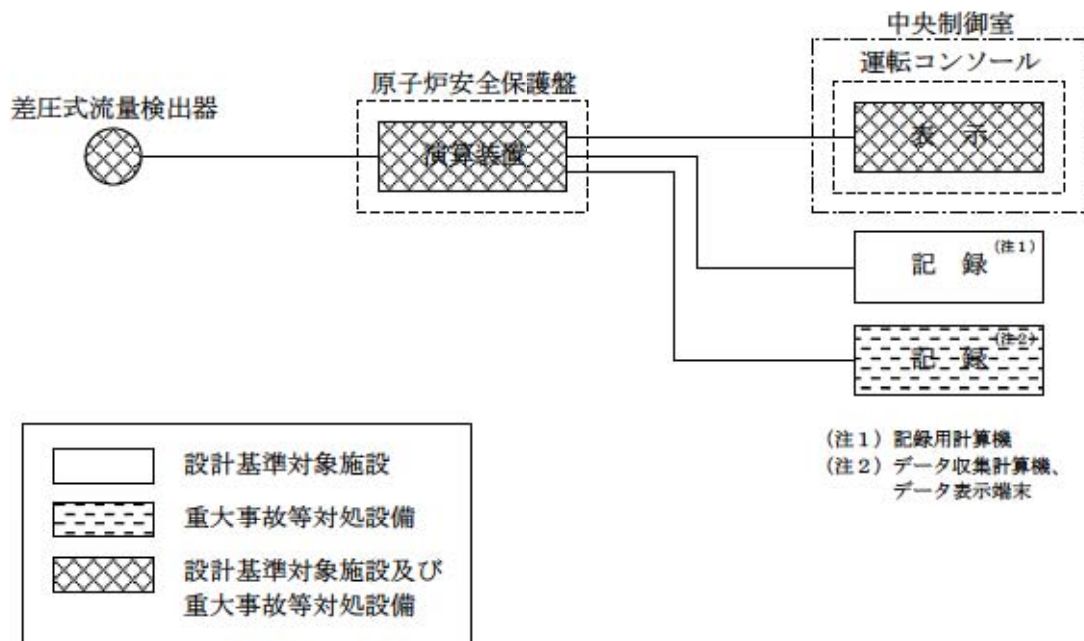 中央制御室
運転コンソール
原子炉安全保護盤
差圧式流量検出器
演算装置
表 示
記 録 (注1)
記 録 (注2)
(注1) 記録用計算機
(注2) データ収集計算機、
データ表示端末
設計基準対象施設
重大事故等対処設備
設計基準対象施設及び
重大事故等対処設備